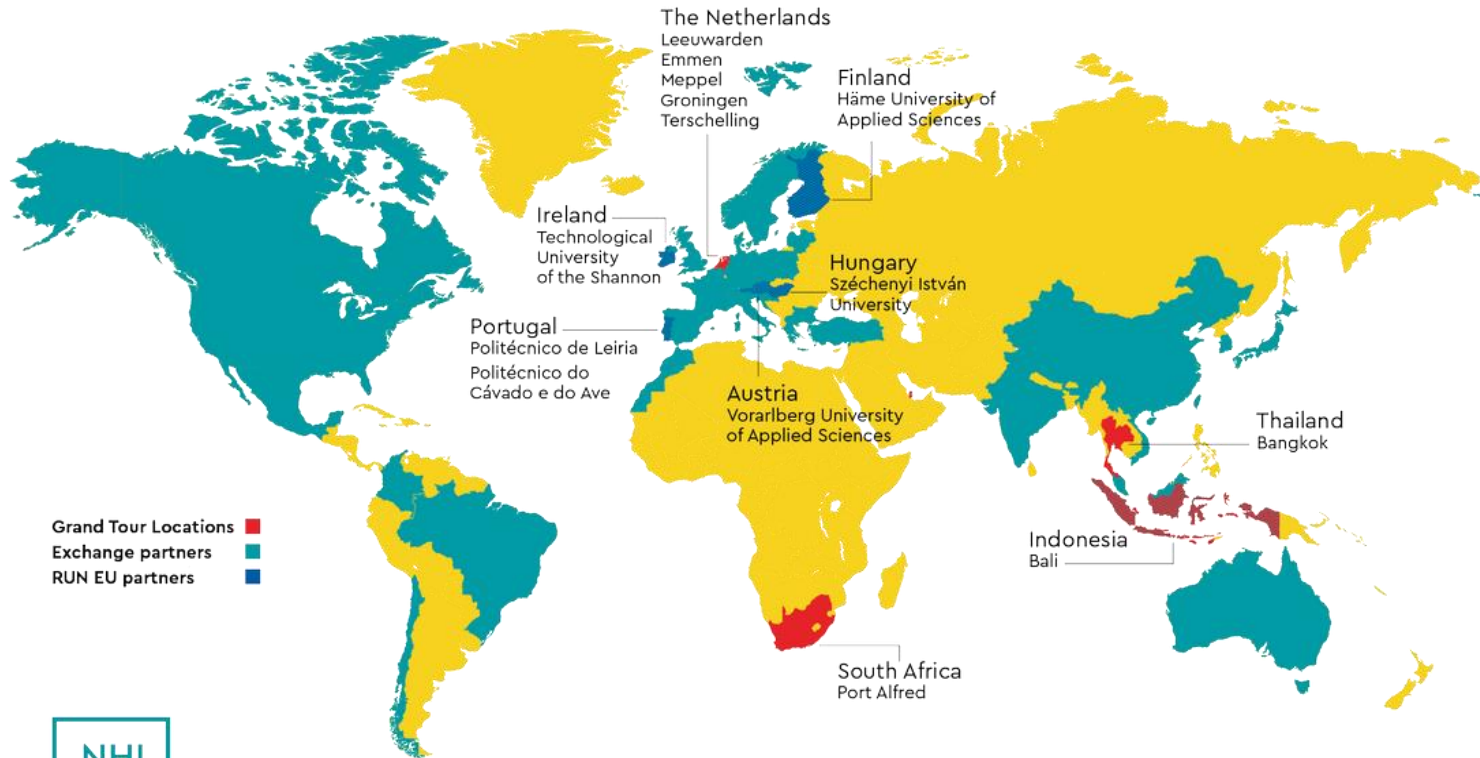 The Netherlands
Leeuwarden
Emmen
Meppel
Groningen
Terschelling
Finland
Häme University of
Applied Sciences
Ireland
Technological
University
of the Shannon
Hungary
Széchenyi István
University
Portugal
Politécnico de Leiria
Politécnico do
Cávado e do Ave
Austria
Vorarlberg University
of Applied Sciences
Thailand
Bangkok
Grand Tour Locations
Exchange partners
RUN EU partners
Indonesia
Bali
South Africa
Port Alfred
NHL